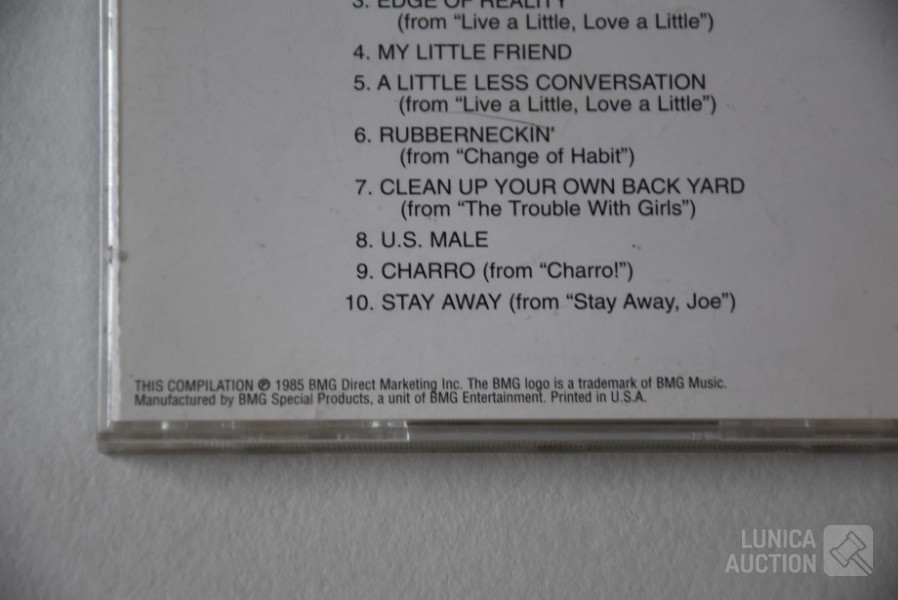 3. EDGE OF REALITY
(from “Live a Little, Love a Little”)
4. MY LITTLE FRIEND
5. A LITTLE LESS CONVERSATION
(from “Live a Little, Love a Little”)
6. RUBBERNECKIN'
(from “Change of Habit”)
7. CLEAN UP YOUR OWN BACK YARD
(from “The Trouble With Girls”)
8. U.S. MALE
9. CHARRO (from “Charro!”)
10. STAY AWAY (from “Stay Away, Joe”)
THIS COMPILATION ℗ 1985 BMG Direct Marketing Inc. The BMG logo is a trademark of BMG Music.
Manufactured by BMG Special Products, a unit of BMG Entertainment. Printed in U.S.A.
LUNICA
AUCTION